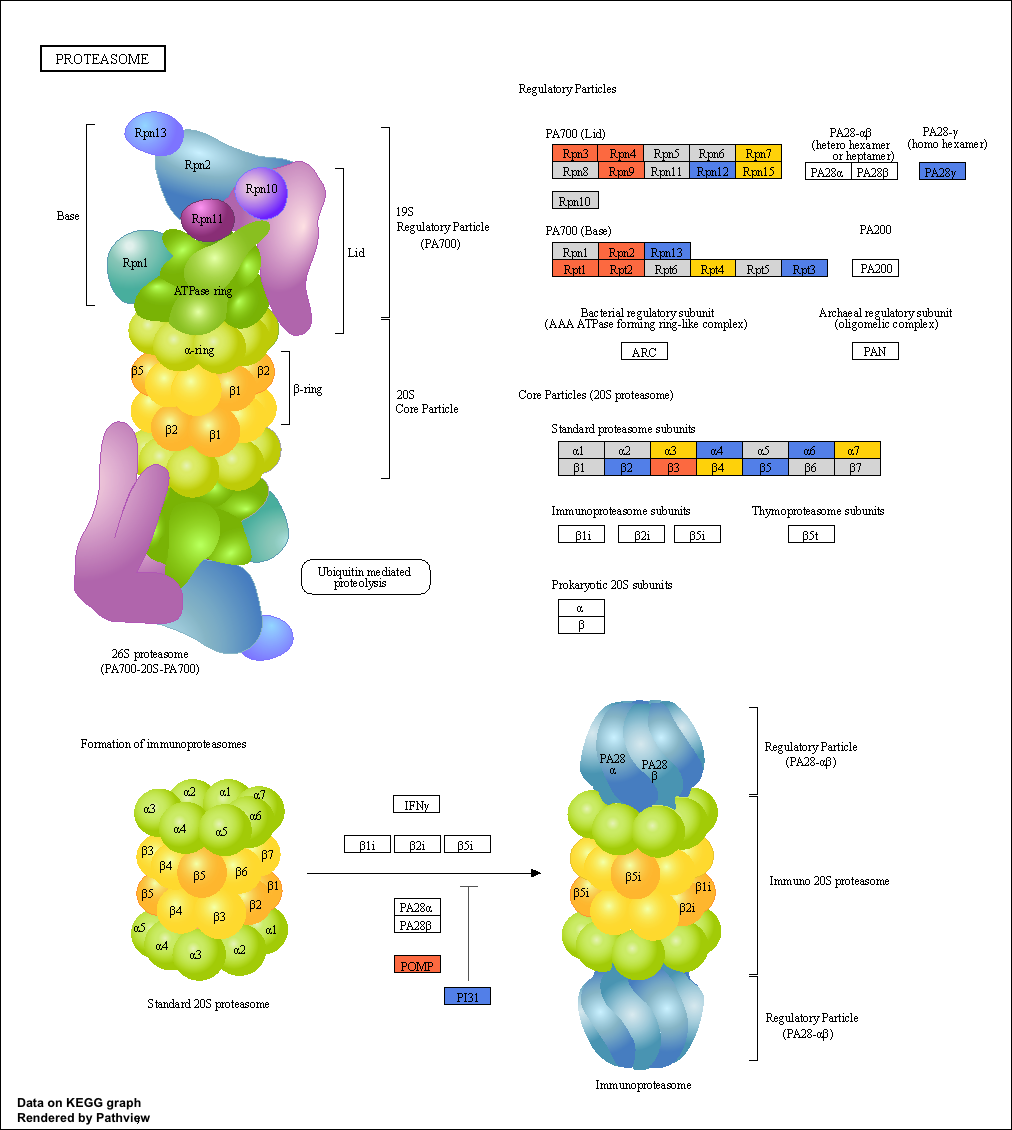 PROTEASOME
Rpn13
Rpn2
Rpn10
Rpn11
Rpn1
ATPase ring
α-ring
β5
β2
β1
β2
β1
Base
Lid
19S
Regulatory Particle
(PA700)
β-ring
20S
Core Particle
Ubiquitin mediated
proteolysis
26S proteasome
(PA700-20S-PA700)
Regulatory Particles
PA700 (Lid)
Rpn3 Rpn4 Rpn5 Rpn6 Rpn7
Rpn8 Rpn9 Rpn11 Rpn12 Rpn15
Rpn10
PA28-αβ
(hetero hexamer
or heptamer)
PA28α PA28β
PA28-γ
(homo hexamer)
PA28γ
PA700 (Base)
Rpn1 Rpn2 Rpn13
Rpt1 Rpt2 Rpt6 Rpt4 Rpt5 Rpt3
PA200
PA200
Bacterial regulatory subunit
(AAA ATPase forming ring-like complex)
ARC
Archaeal regulatory subunit
(oligomelic complex)
PAN
Core Particles (20S proteasome)
Standard proteasome subunits
α1 α2 α3 α4 α5 α6 α7
β1 β2 β3 β4 β5 β6 β7
Immunoproteasome subunits
β1i β2i β5i
Thymoproteasome subunits
β5t
Prokaryotic 20S subunits
α
β
Formation of immunoproteasomes
α2 α1 α7
α3 α4 α5 α6
β3 β4 β5 β6 β7
β5 β4 β3 β2 β1
α5 α4 α3 α2 α1
Standard 20S proteasome
IFNγ
β1i β2i β5i
PA28α
PA28β
POMP
PI31
PA28
α
PA28
β
β5i
β5i
β1i
β2i
Immunoproteasome
Regulatory Particle
(PA28-αβ)
Immuno 20S proteasome
Regulatory Particle
(PA28-αβ)
Data on KEGG graph
Rendered by Pathview